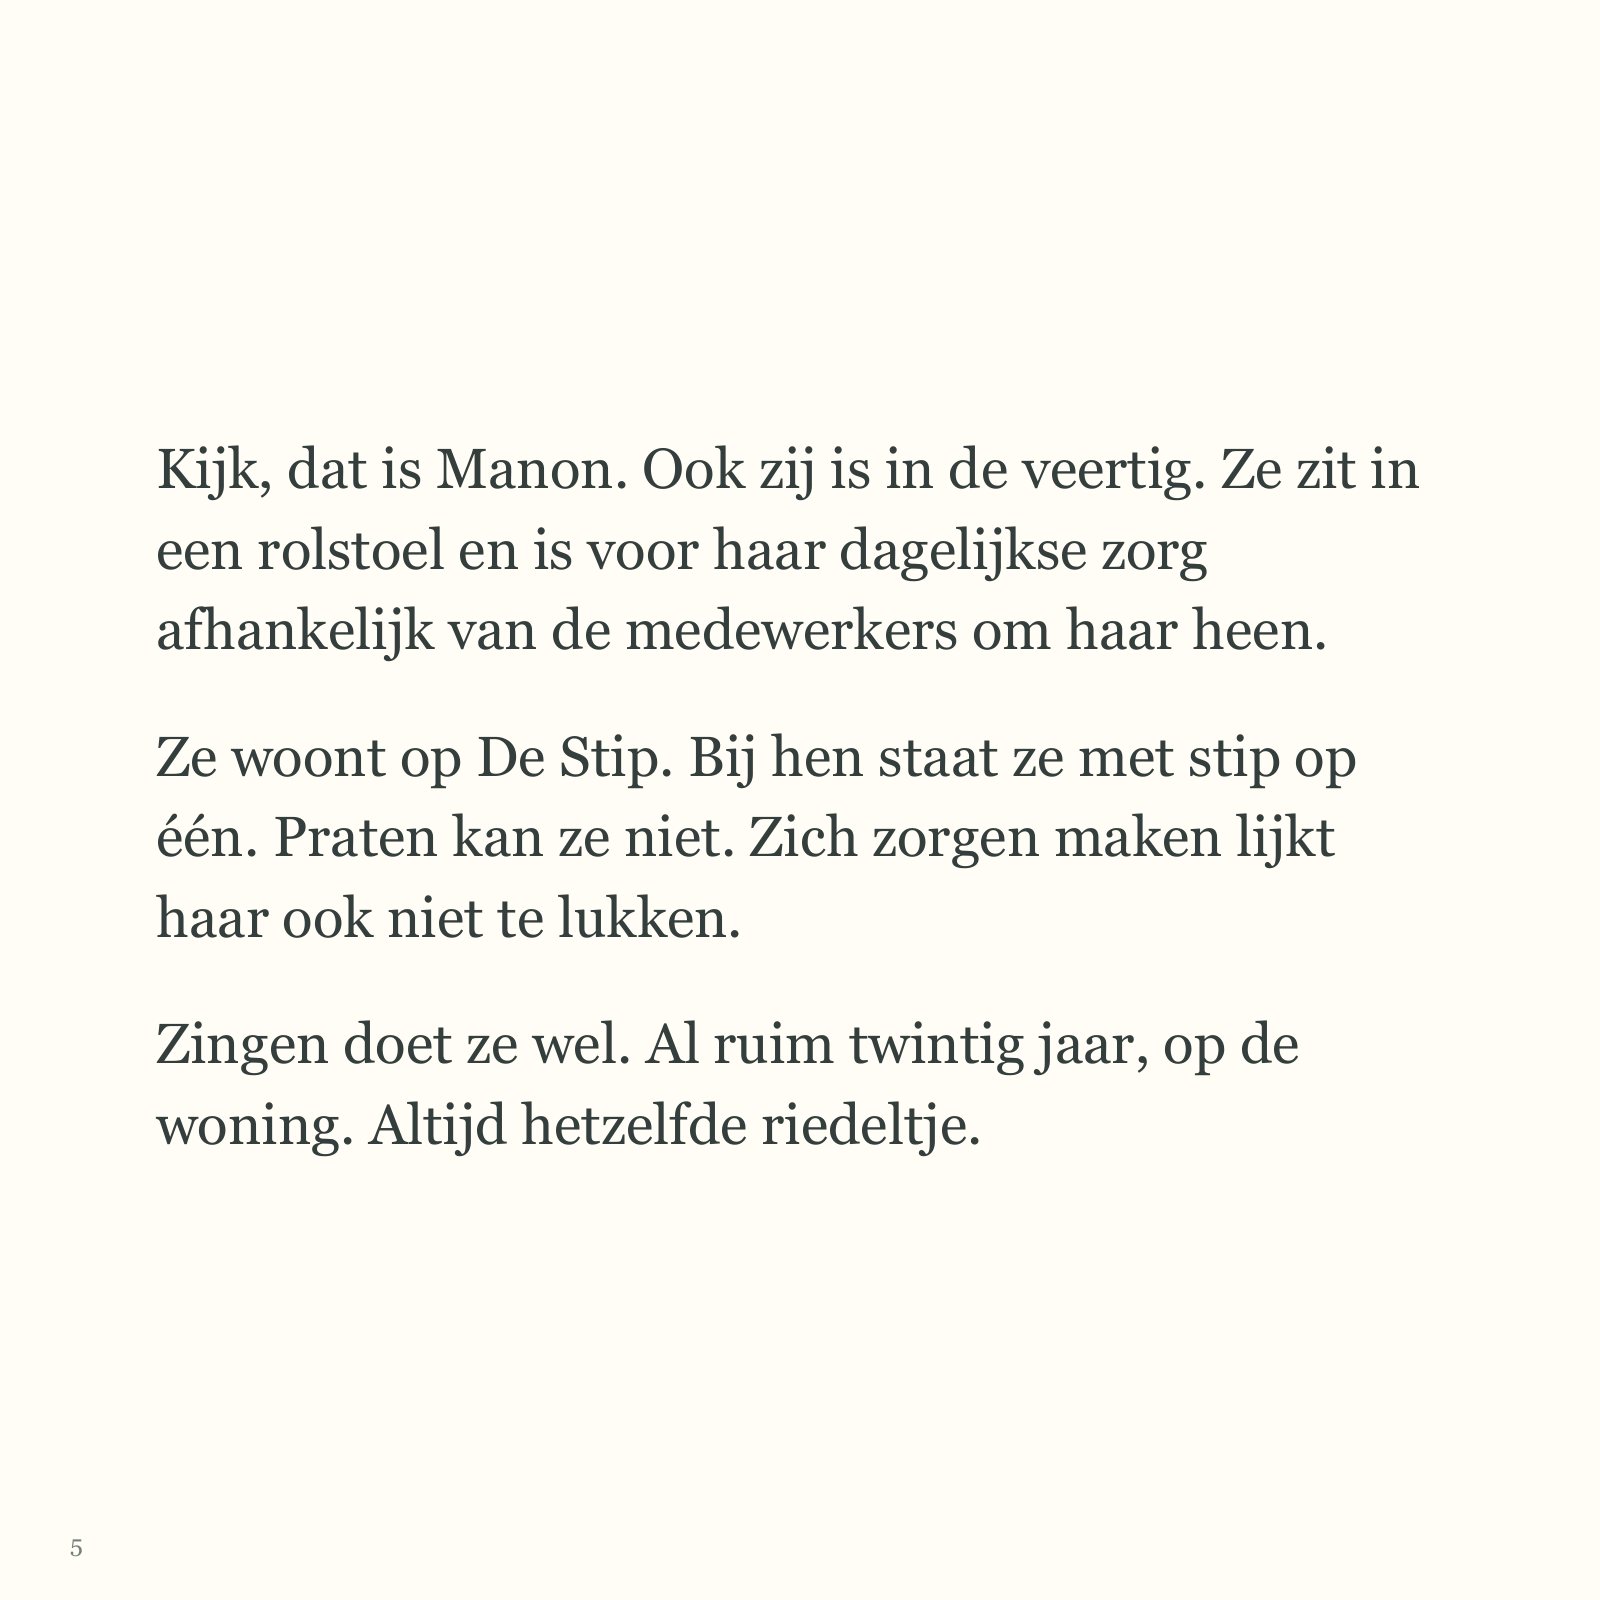 Kijk, dat is Manon. Ook zij is in de veertig. Ze zit in
een rolstoel en is voor haar dagelijkse zorg
afhankelijk van de medewerkers om haar heen.
Ze woont op De Stip. Bij hen staat ze met stip op
één. Praten kan ze niet. Zich zorgen maken lijkt
haar ook niet te lukken.
Zingen doet ze wel. Al ruim twintig jaar, op de
woning. Altijd hetzelfde riedeltje.
5